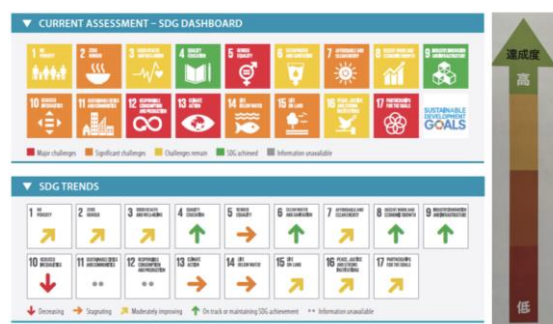 ▼ CURRENT ASSESSMENT – SDG DASHBOARD
1 NO POVERTY
2 ZERO HUNGER
3 GOOD HEALTH AND WELL-BEING
4 QUALITY EDUCATION
5 GENDER EQUALITY
6 CLEAN WATER AND SANITATION
7 AFFORDABLE AND CLEAN ENERGY
8 DECENT WORK AND ECONOMIC GROWTH
9 INDUSTRY, INNOVATION AND INFRASTRUCTURE
10 REDUCED INEQUALITIES
11 SUSTAINABLE CITIES AND COMMUNITIES
12 RESPONSIBLE CONSUMPTION AND PRODUCTION
13 CLIMATE ACTION
14 LIFE BELOW WATER
15 LIFE ON LAND
16 PEACE, JUSTICE AND STRONG INSTITUTIONS
17 PARTNERSHIPS FOR THE GOALS
SUSTAINABLE
DEVELOPMENT
GOALS
Major challenges Significant challenges Challenges remain SDG achieved Information unavailable
▼ SDG TRENDS
1 NO POVERTY
2 ZERO HUNGER
3 GOOD HEALTH AND WELL-BEING
4 QUALITY EDUCATION
5 GENDER EQUALITY
6 CLEAN WATER AND SANITATION
7 AFFORDABLE AND CLEAN ENERGY
8 DECENT WORK AND ECONOMIC GROWTH
9 INDUSTRY, INNOVATION AND INFRASTRUCTURE
10 REDUCED INEQUALITIES
11 SUSTAINABLE CITIES AND COMMUNITIES
12 RESPONSIBLE CONSUMPTION AND PRODUCTION
13 CLIMATE ACTION
14 LIFE BELOW WATER
15 LIFE ON LAND
16 PEACE, JUSTICE AND STRONG INSTITUTIONS
17 PARTNERSHIPS FOR THE GOALS
Decreasing Stagnating Moderately improving On track or maintaining SDG achievement •• Information unavailable
達成度
高
低